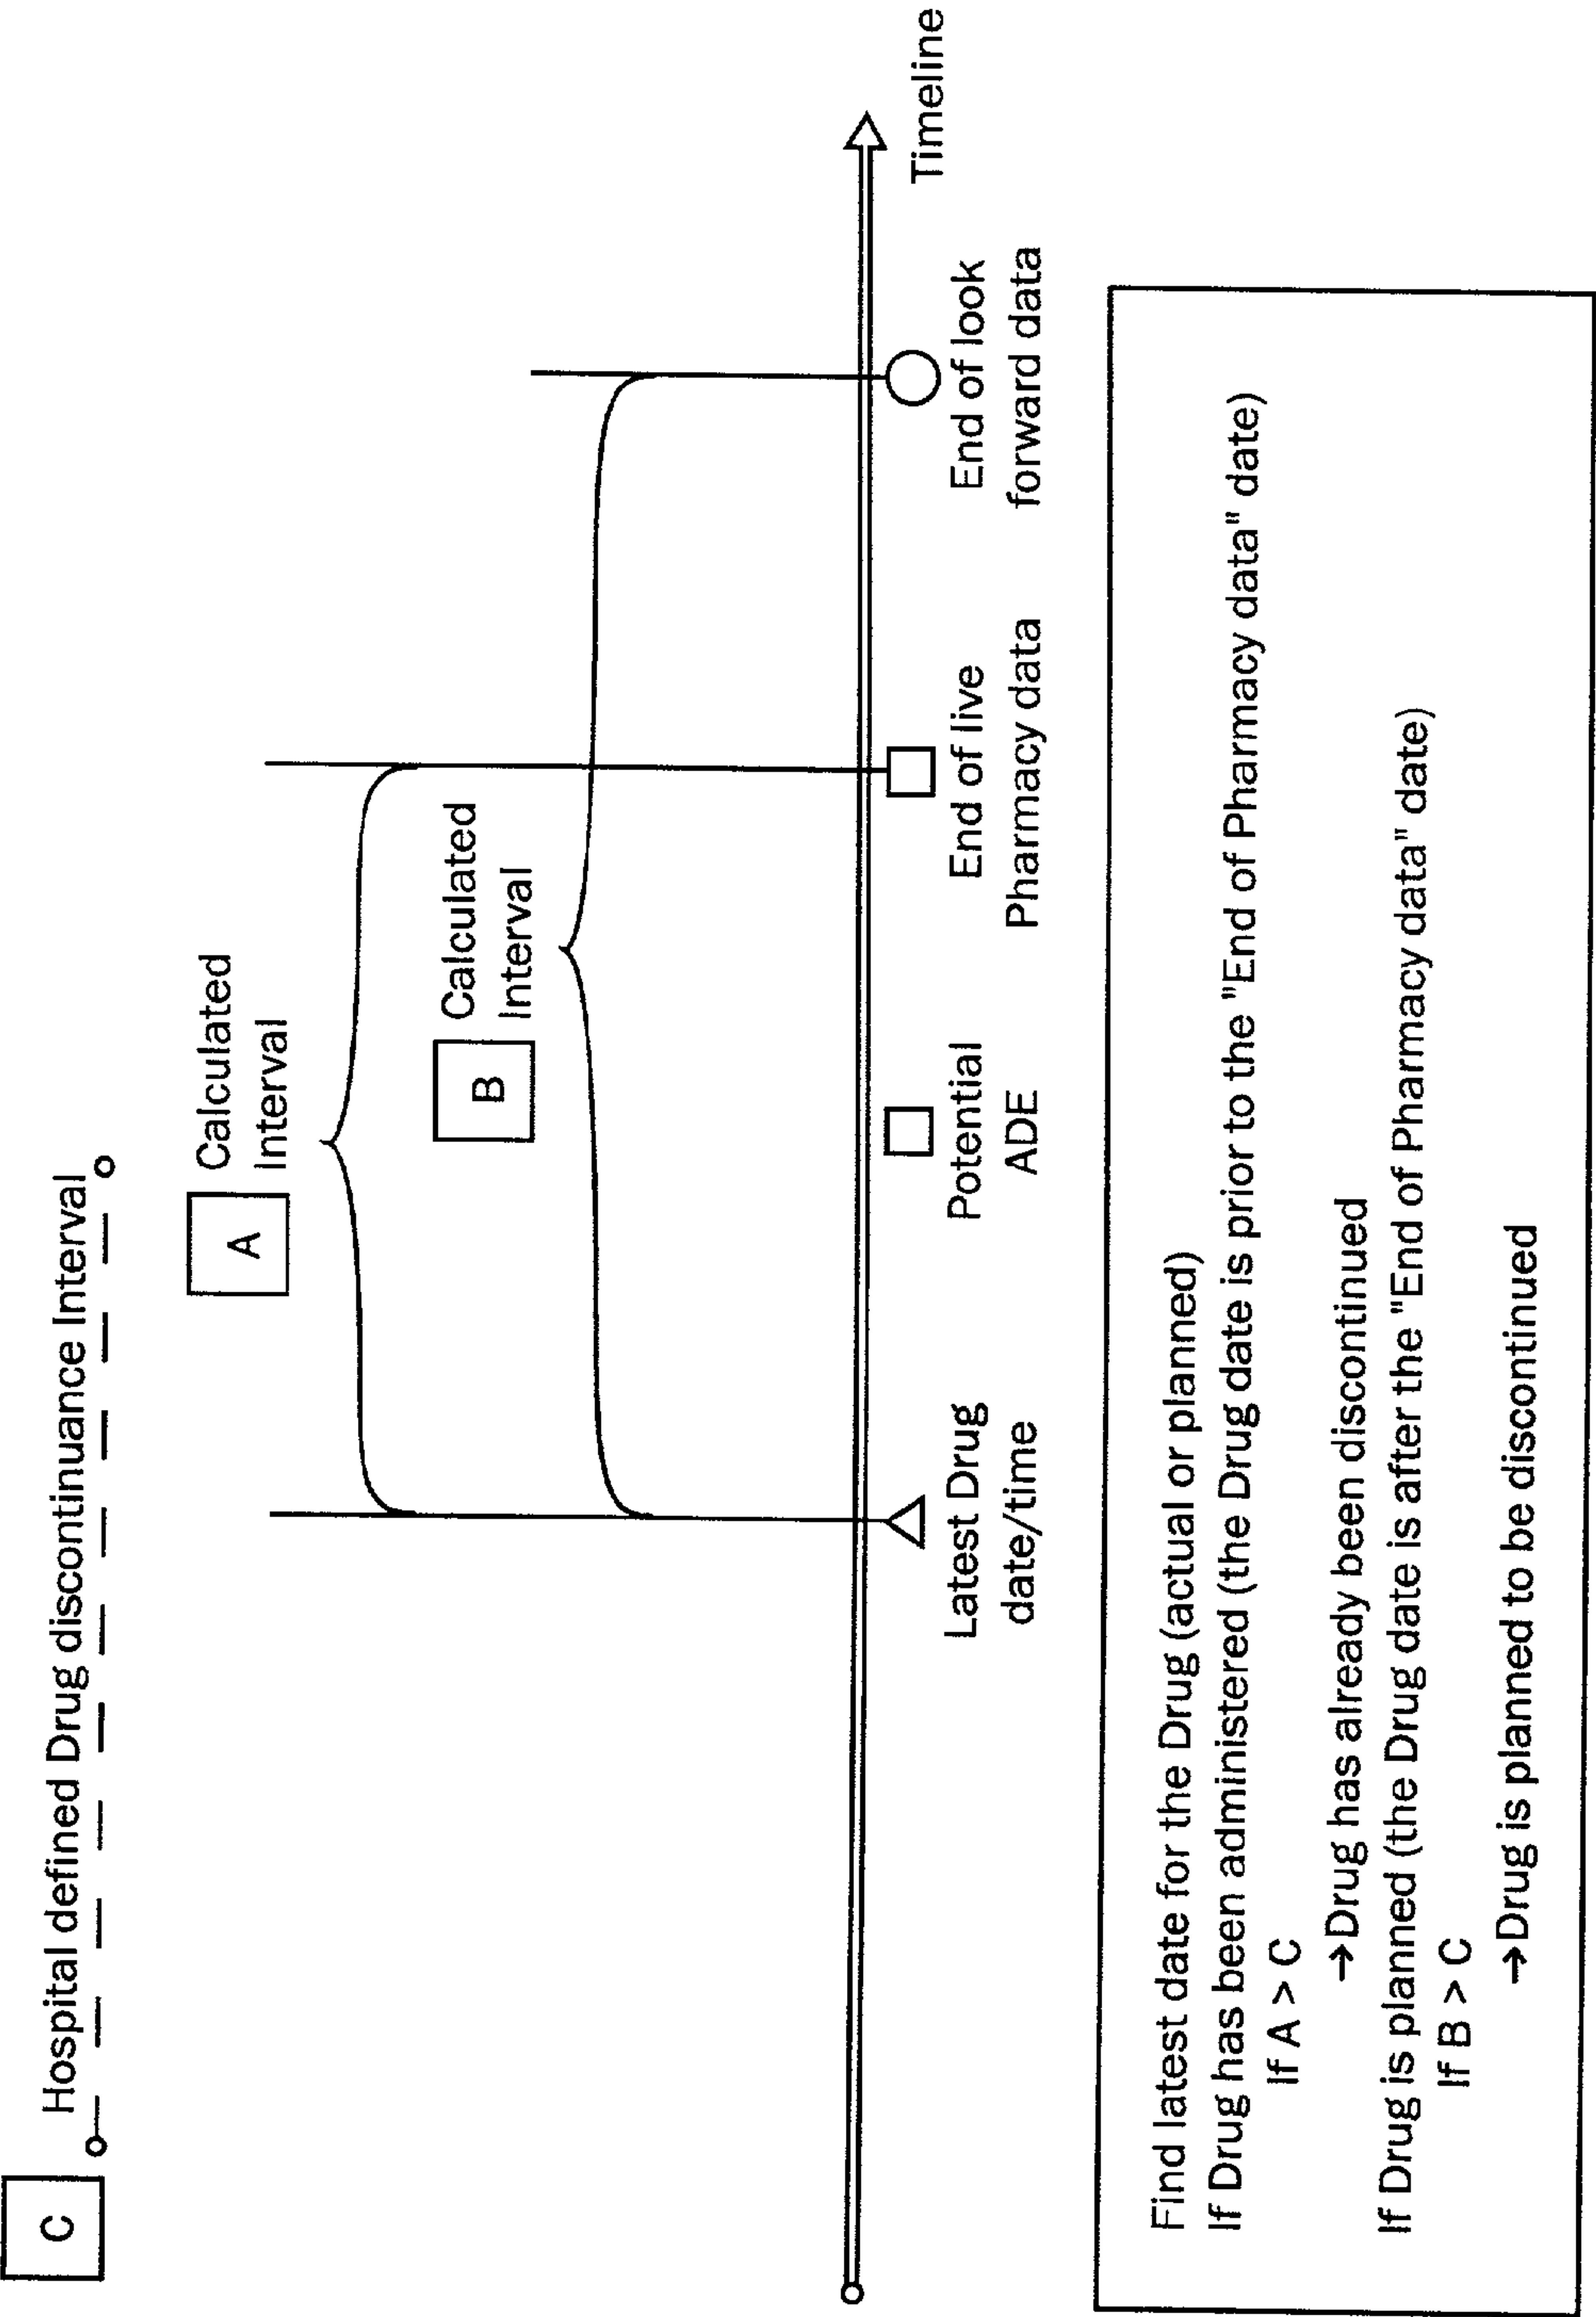 C
Hospital defined Drug discontinuance Interval
A
Calculated
Interval
B
Calculated
Interval
Timeline
Latest Drug
date/time
Potential
ADE
End of live
Pharmacy data
End of look
forward data
Find latest date for the Drug (actual or planned)
If Drug has been administered (the Drug date is prior to the "End of Pharmacy data" date)
If A > C
→Drug has already been discontinued
If Drug is planned (the Drug date is after the "End of Pharmacy data" date)
If B > C
→Drug is planned to be discontinued